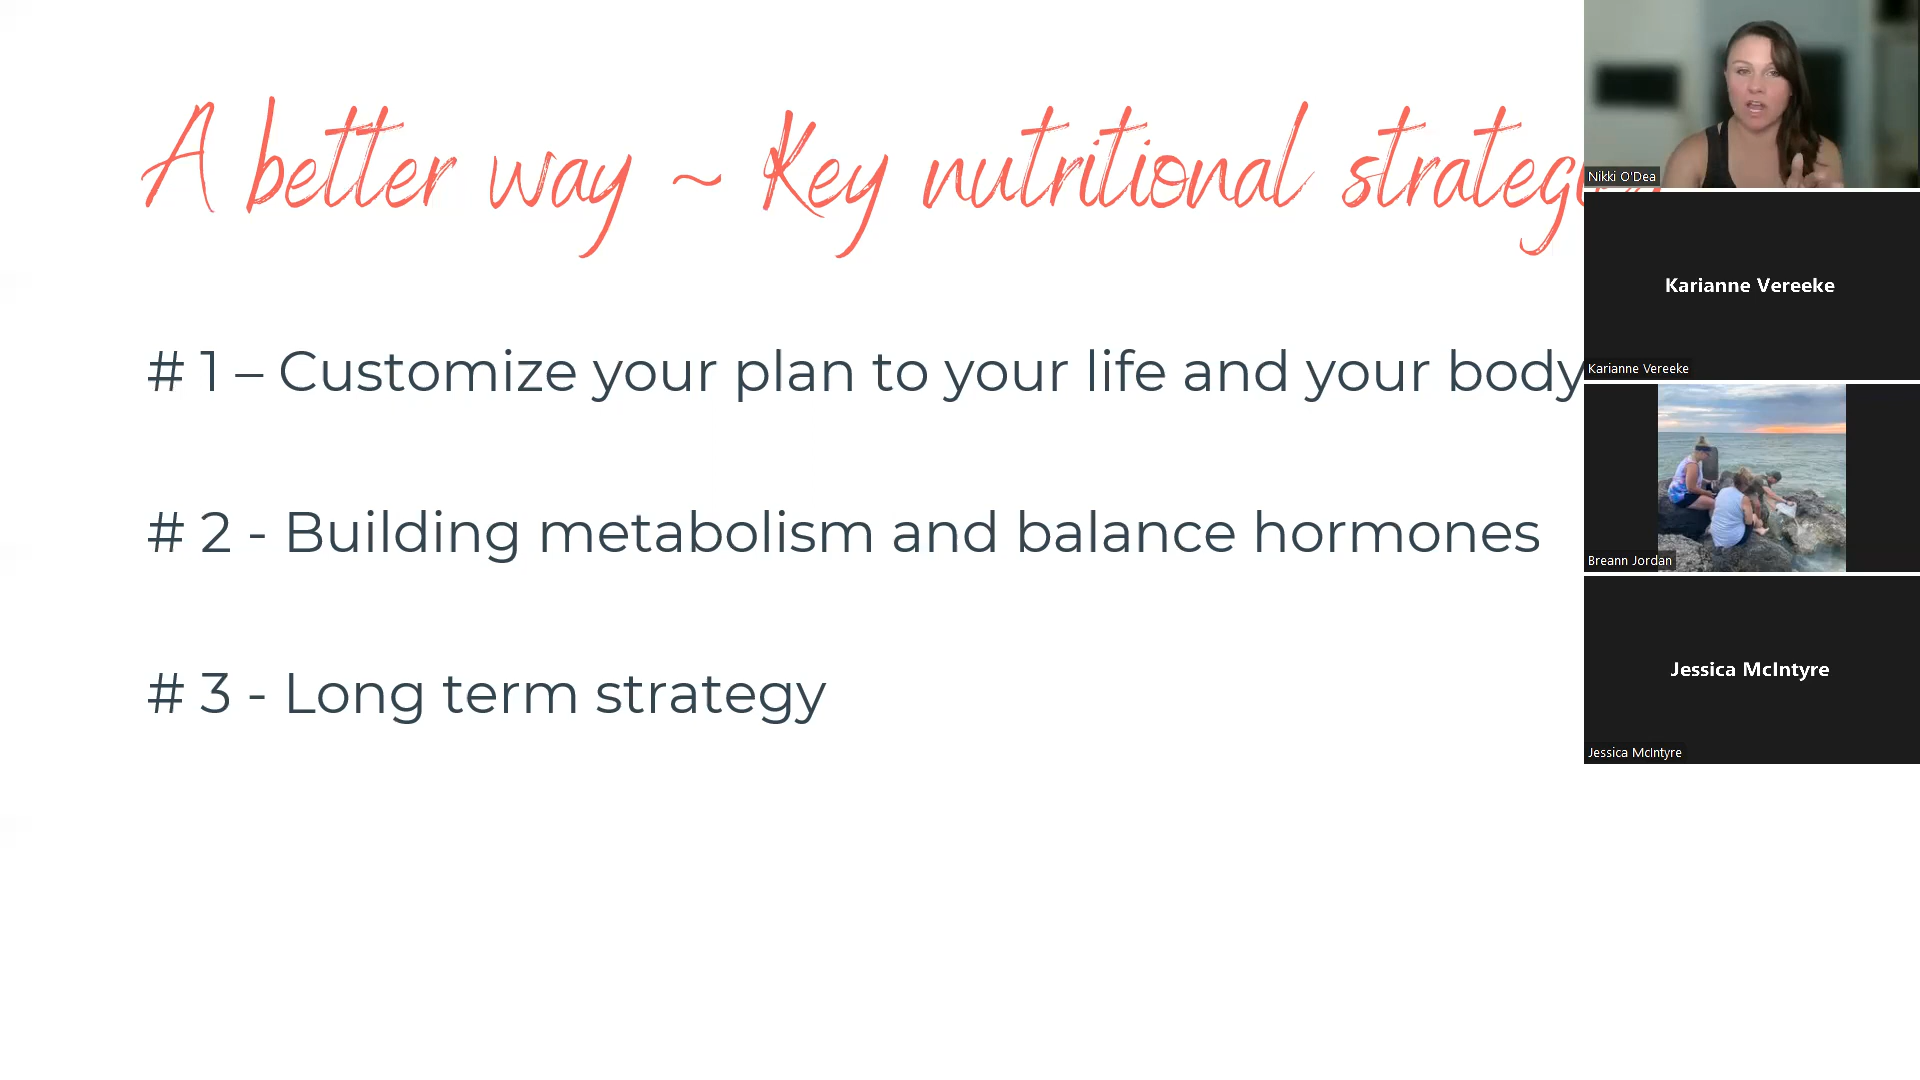 A better way ~ Key nutritional
# 1 – Customize your plan to your life and your body
# 2 - Building metabolism and balance hormones
# 3 - Long term strategy
Nikki O'Dea
Karianne Vereeke
Karianne Vereeke
Breann Jordan
Jessica McIntyre
Jessica McIntyre